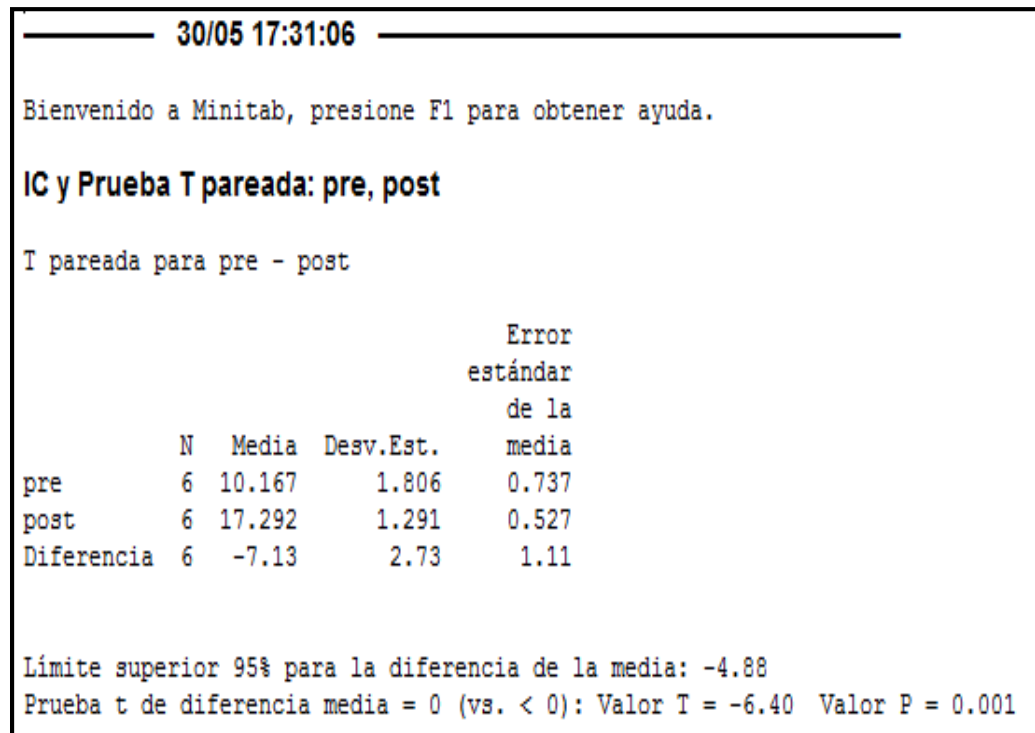 30/05 17:31:06
Bienvenido a Minitab, presione F1 para obtener ayuda.
IC y Prueba T pareada: pre, post
T pareada para pre - post
Error
estándar
de la
N Media Desv.Est. media
pre 6 10.167 1.806 0.737
post 6 17.292 1.291 0.527
Diferencia 6 -7.13 2.73 1.11
Límite superior 95% para la diferencia de la media: -4.88
Prueba t de diferencia media = 0 (vs. < 0): Valor T = -6.40 Valor P = 0.001